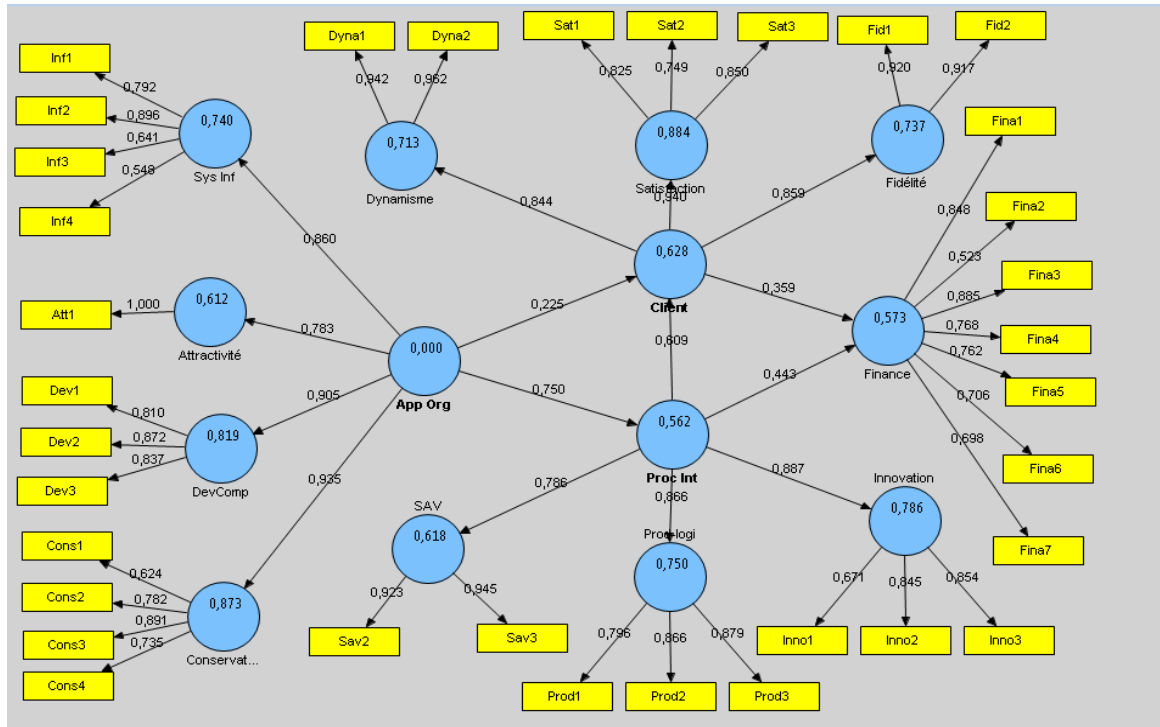 Inf1
Inf2
Inf3
Inf4
0,792
0,896
0,641
0,548
0,740
Sys Inf
Dyna1
Dyna2
0,942
0,962
0,713
Dynamisme
Sat1
Sat2
Sat3
0,825
0,749
0,850
0,884
Satisfaction
Fid1
Fid2
0,920
0,917
0,737
Fidélité
0,860
0,844
0,940
0,859
0,628
Client
Att1
1,000
0,612
Attractivité
0,783
0,225
0,359
0,609
0,000
App Org
0,750
0,443
Fina1
Fina2
Fina3
Fina4
Fina5
Fina6
Fina7
0,848
0,523
0,885
0,768
0,762
0,706
0,698
0,573
Finance
Dev1
Dev2
Dev3
0,810
0,872
0,837
0,819
DevComp
0,905
0,935
0,562
Proc Int
0,786
0,866
0,887
Cons1
Cons2
Cons3
Cons4
0,624
0,782
0,891
0,735
0,873
Conservat...
SAV
0,618
0,923
0,945
Sav2
Sav3
Prod-logi
0,750
0,796
0,866
0,879
Prod1
Prod2
Prod3
Innovation
0,786
0,671
0,845
0,854
Inno1
Inno2
Inno3